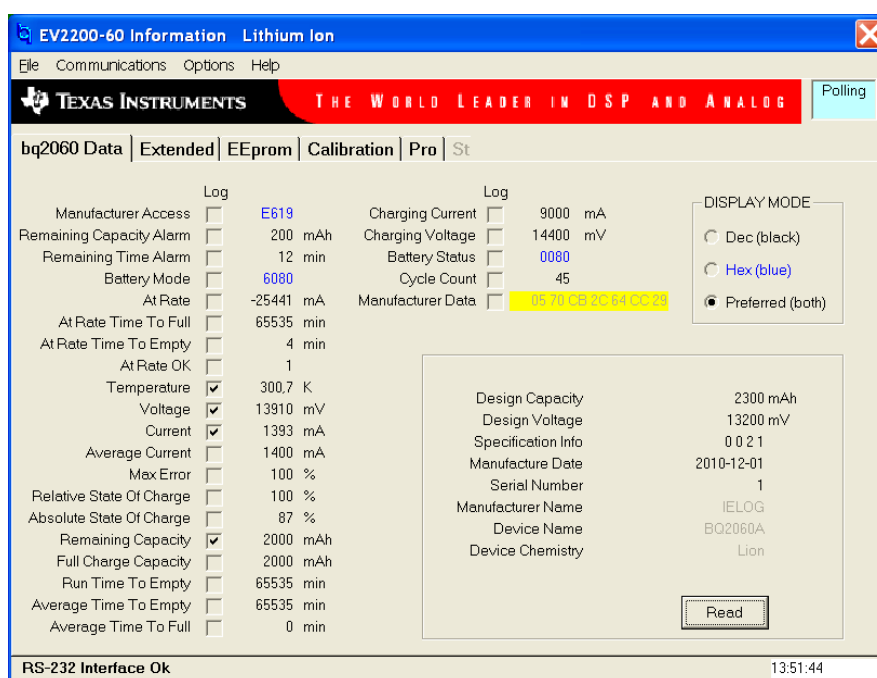 EV2200-60 Information Lithium Ion
File Communications Options Help
TEXAS INSTRUMENTS THE WORLD LEADER IN DSP AND ANALOG Polling
bq2060 Data Extended EEprom Calibration Pro St
Log Log
Manufacturer Access E619 Charging Current 9000 mA
Remaining Capacity Alarm 200 mAh Charging Voltage 14400 mV
Remaining Time Alarm 12 min Battery Status 0080
Battery Mode 6080 Cycle Count 45
At Rate -25441 mA Manufacturer Data 05 70 CB 2C 64 CC 29
At Rate Time To Full 65535 min
At Rate Time To Empty 4 min
At Rate OK 1
Temperature 300,7 K
Voltage 13910 mV
Current 1393 mA
Average Current 1400 mA
Max Error 100 %
Relative State Of Charge 100 %
Absolute State Of Charge 87 %
Remaining Capacity 2000 mAh
Full Charge Capacity 2000 mAh
Run Time To Empty 65535 min
Average Time To Empty 65535 min
Average Time To Full 0 min
DISPLAY MODE
Dec (black)
Hex (blue)
Preferred (both)
Design Capacity 2300 mAh
Design Voltage 13200 mV
Specification Info 0 0 2 1
Manufacture Date 2010-12-01
Serial Number 1
Manufacturer Name IELOG
Device Name BQ2060A
Device Chemistry Lion
Read
RS-232 Interface Ok 13:51:44